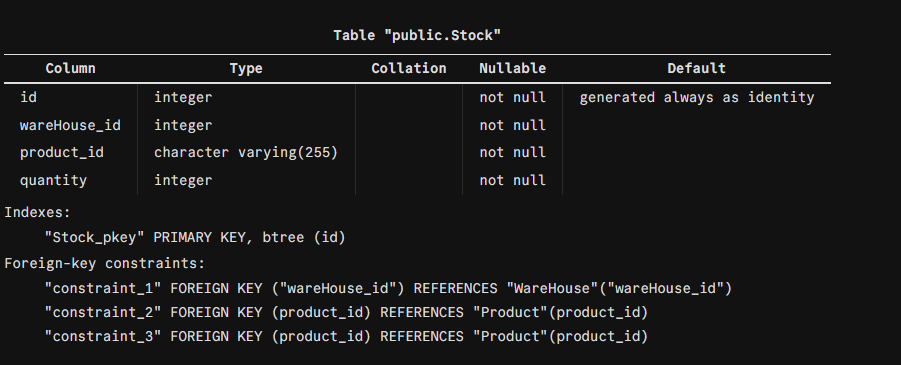 Table "public.Stock"
Column Type Collation Nullable Default
id integer not null generated always as identity
wareHouse_id integer not null
product_id character varying(255) not null
quantity integer not null
Indexes:
"Stock_pkey" PRIMARY KEY, btree (id)
Foreign-key constraints:
"constraint_1" FOREIGN KEY ("wareHouse_id") REFERENCES "WareHouse"("wareHouse_id")
"constraint_2" FOREIGN KEY (product_id) REFERENCES "Product"(product_id)
"constraint_3" FOREIGN KEY (product_id) REFERENCES "Product"(product_id)